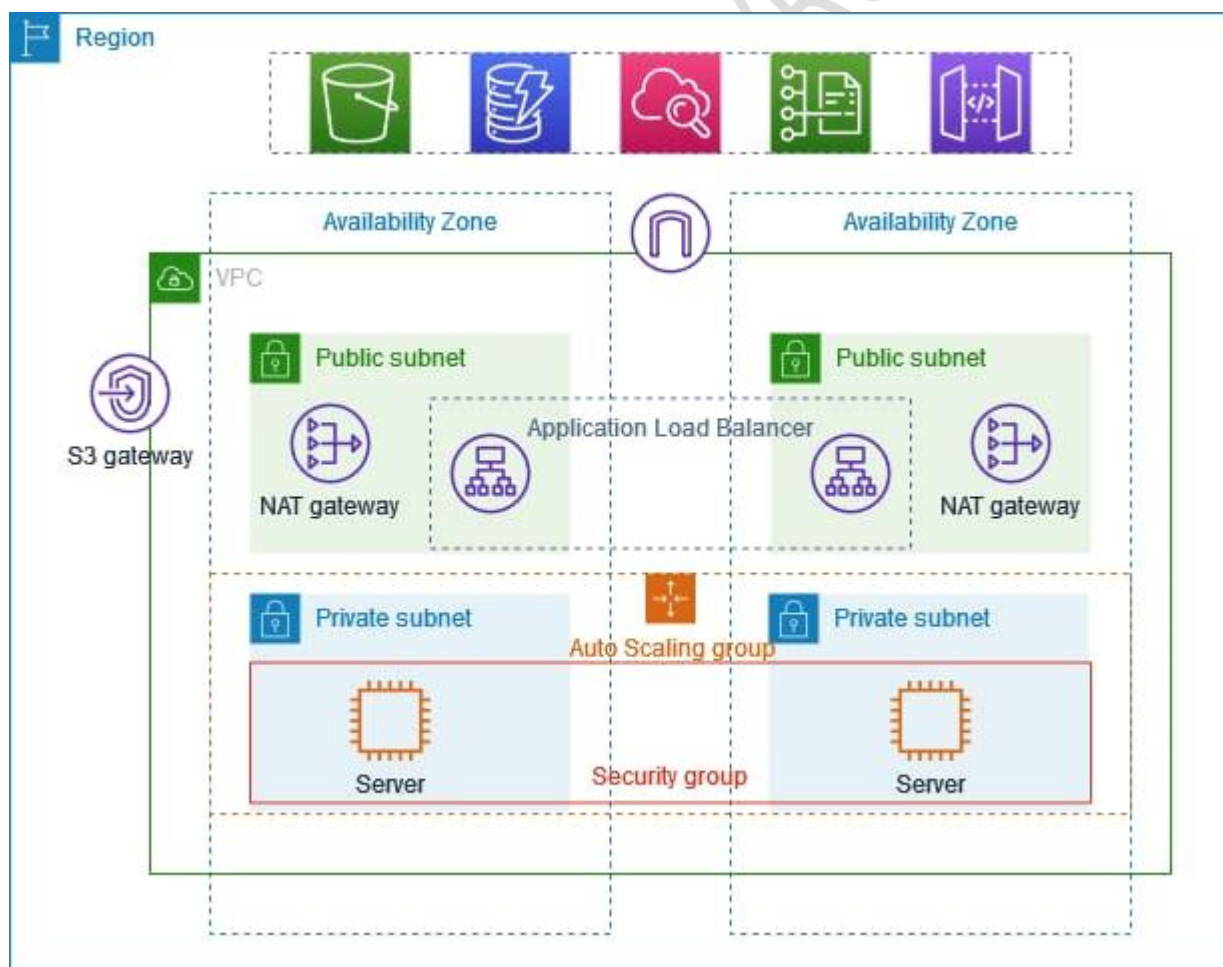 Region
Availability Zone
Availability Zone
VPC
Public subnet
Public subnet
Application Load Balancer
S3 gateway
NAT gateway
NAT gateway
Private subnet
Private subnet
Auto Scaling group
Security group
Server
Server